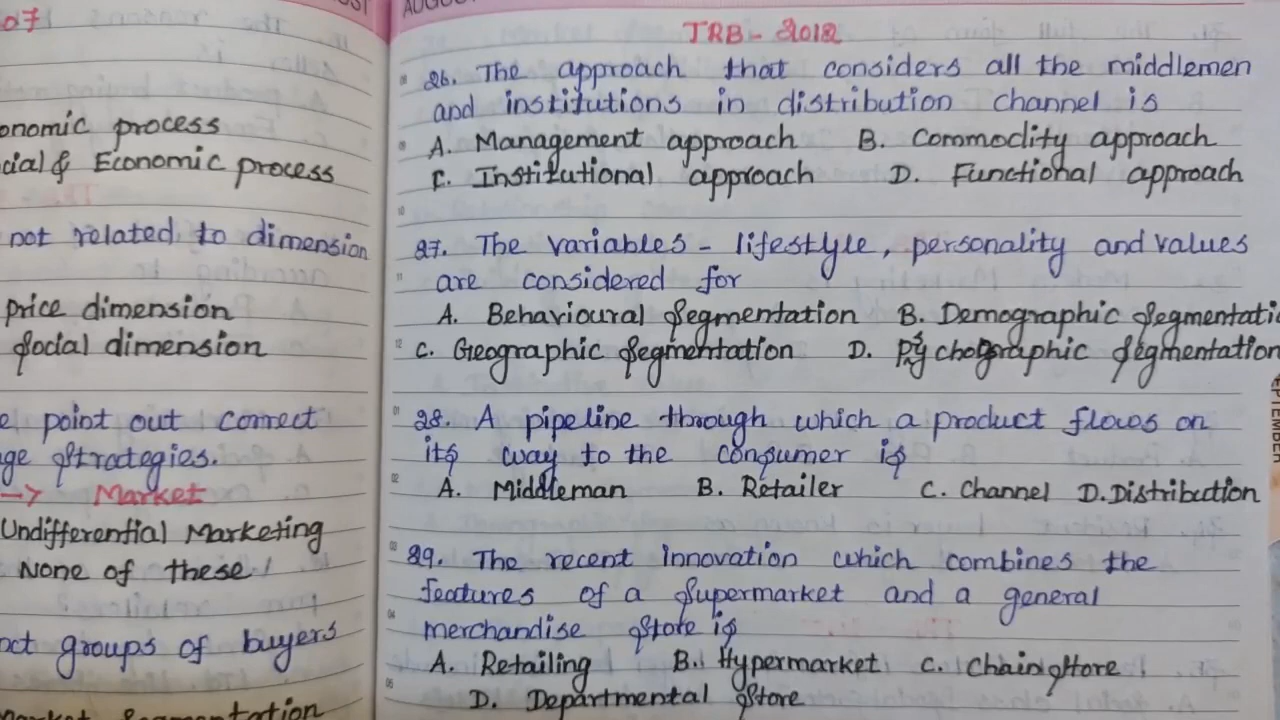 07
onomic process
cial & Economic process
not related to dimension
price dimension
social dimension
e point out correct
ge strategies.
--> Market
Undifferential Marketing
None of these
ct groups of buyers
TRB - 2012
26. The approach that considers all the middlemen
and institutions in distribution channel is
A. Management approach B. Commodity approach
C. Institutional approach D. Functional approach
27. The variables - lifestyle, personality and values
are considered for
A. Behavioural Segmentation B. Demographic Segmentatio
C. Geographic Segmentation D. Psychographic Segmentation
28. A pipeline through which a product flows on
its way to the consumer is
A. Middleman B. Retailer C. Channel D. Distribution
29. The recent innovation which combines the
features of a supermarket and a general
merchandise store is
A. Retailing B. Hypermarket C. Chain store
D. Departmental store